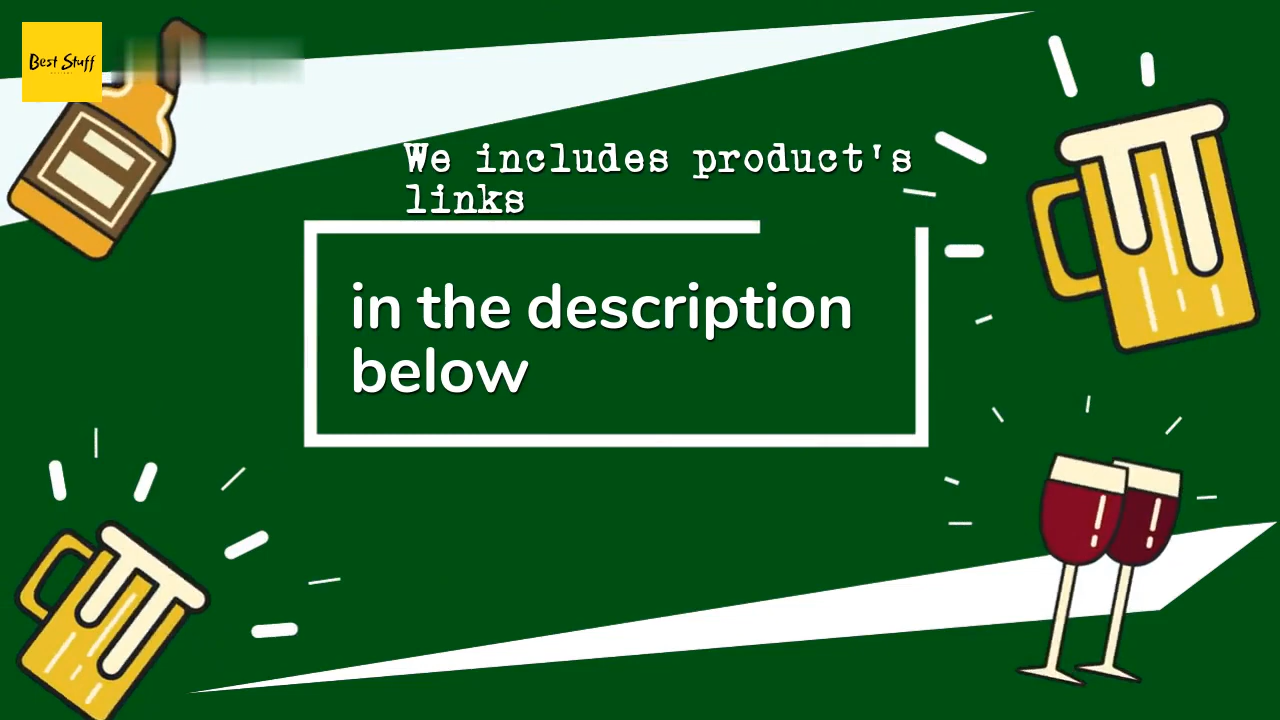 Best Stuff
We includes product's
links
in the description
below